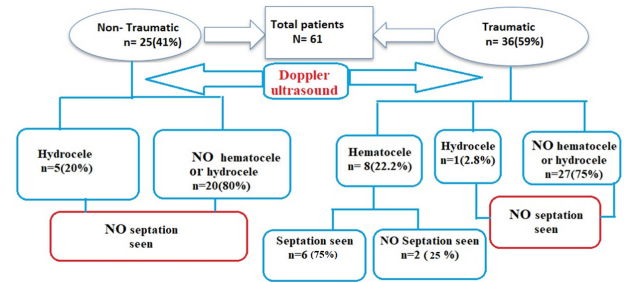 Non- Traumatic
n= 25(41%)
Total patients
N= 61
Traumatic
n= 36(59%)
Doppler
ultrasound
Hydrocele
n=5(20%)
NO hematocele
or hydrocele
n=20(80%)
Hematocele
n= 8(22.2%)
Hydrocele
n=1(2.8%)
NO hematocele
or hydrocele
n=27(75%)
NO septation
seen
Septation seen
n=6 (75%)
NO Septation seen
n=2 ( 25 %)
NO septation
seen